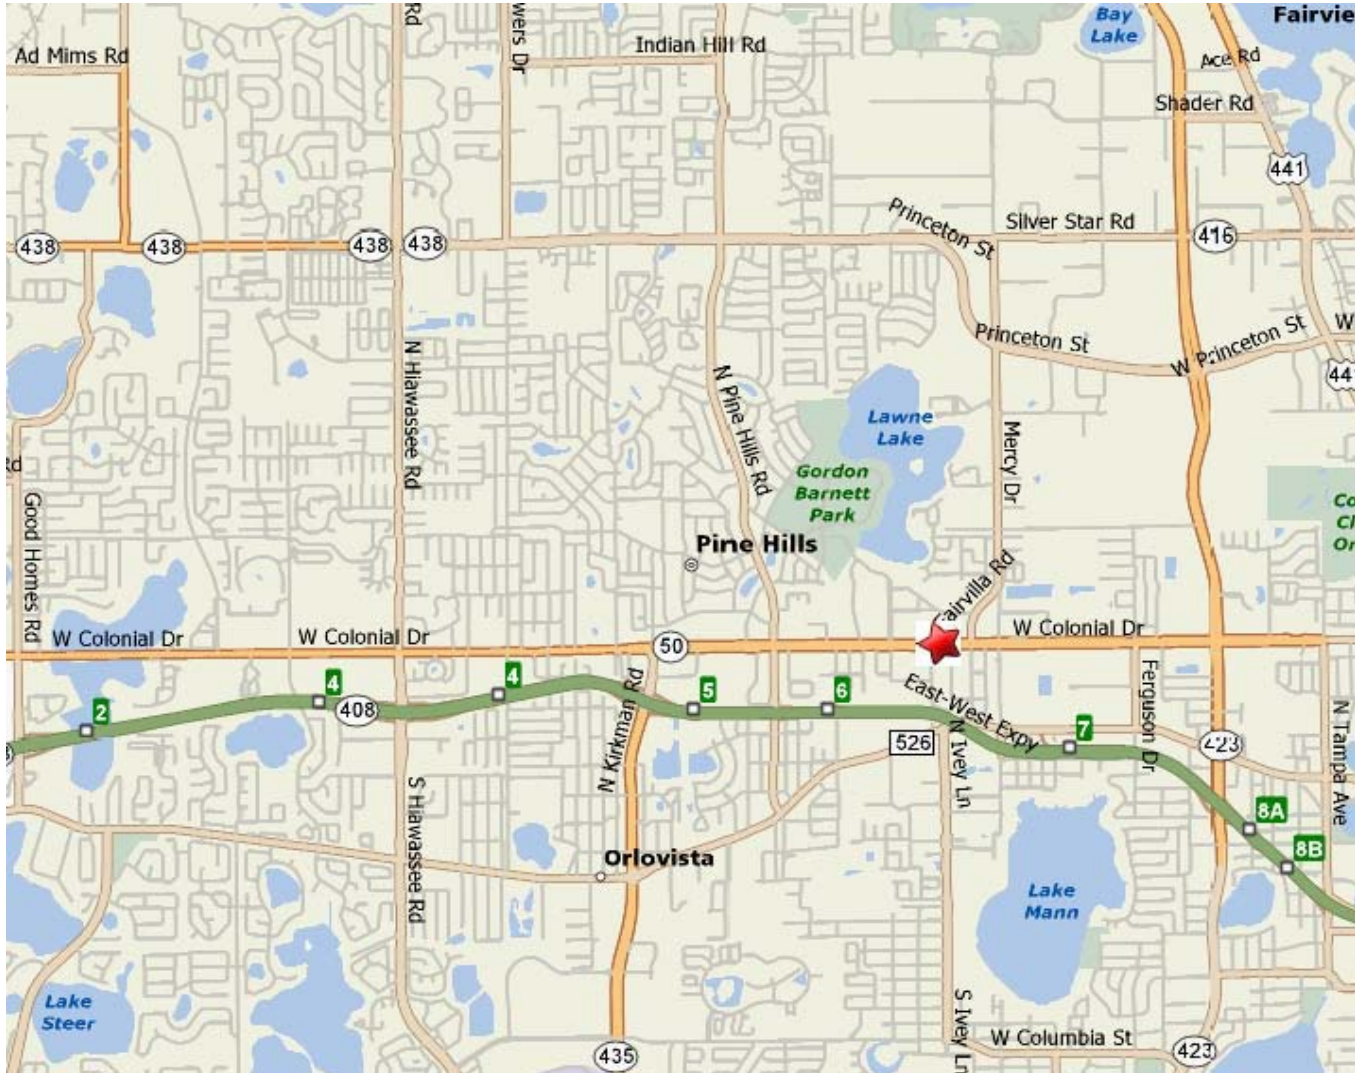 Rd
wers Dr
Bay
Lake
Fairvie
Ad Mims Rd
Indian Hill Rd
Ace Rd
Shader Rd
441
Princeton St
Silver Star Rd
438
438
438
438
416
N Hiawassee Rd
Princeton St
W Princeton St
W
441
N Pine Hills Rd
Lawne
Lake
Mercy Dr
Rd
Gordon
Barnett
Park
Good Homes Rd
Co
Cl
Or
Pine Hills
Fairvilla Rd
W Colonial Dr
W Colonial Dr
50
W Colonial Dr
N Kirkman Rd
East-West Expy
Ferguson Dr
2
4
408
4
5
6
7
526
N Ivey Ln
423
N Tampa Ave
S Hiawassee Rd
8A
8B
Orlovista
Lake
Mann
Lake
Steer
S Ivey Ln
W Columbia St
435
423